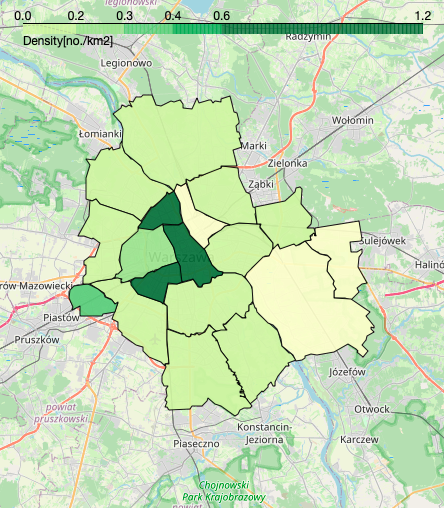 legionowski
0.0 0.2 0.3 0.4 0.6 1.2
Density[no./km2]
Radzymin
Legionowo
Wołomin
Łomianki
Marki
Zielonka
Ząbki
Sulejówek
Warszawa
Halinó
rów Mazowiecki
Piastów
Pruszków
Józefów
powiat
pruszkowski
Otwock
Konstancin-
Jeziorna
Karczew
Piaseczno
Chojnowski
Park Krajobrazowy
powiat